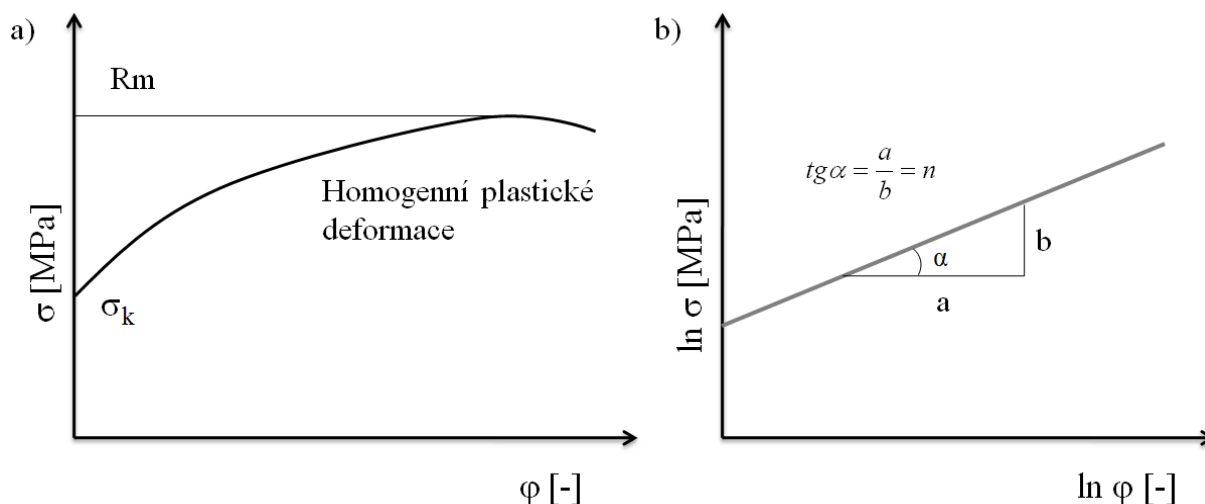 a)
Rm
Homogenní plastické
deformace
σ [MPa]
σk
φ [-]
b)
tgα = a/b = n
ln σ [MPa]
α
b
a
ln φ [-]